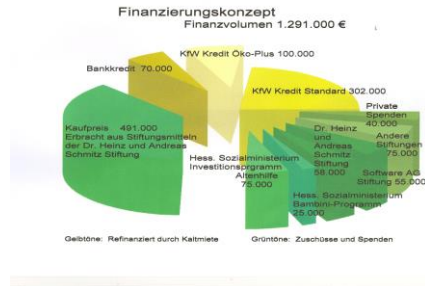 Finanzierungskonzept
Finanzvolumen 1.291.000 €
KfW Kredit Öko-Plus 100.000
Bankkredit 70.000
KfW Kredit Standard 302.000
Private
Spenden
40.000
Kaufpreis 491.000
Erbracht aus Stiftungsmitteln
der Dr. Heinz und Andreas
Schmitz Stiftung
Dr. Heinz
und
Andreas
Schmitz
Stiftung
58.000
Andere
Stiftungen
75.000
Hess. Sozialministerium
Investitionsprgramm
Altenhilfe
75.000
Software AG
Stiftung 55.000
Hess. Sozialministerium
Bambini-Programm
25.000
Gelbtöne: Refinanziert durch Kaltmiete
Grüntöne: Zuschüsse und Spenden